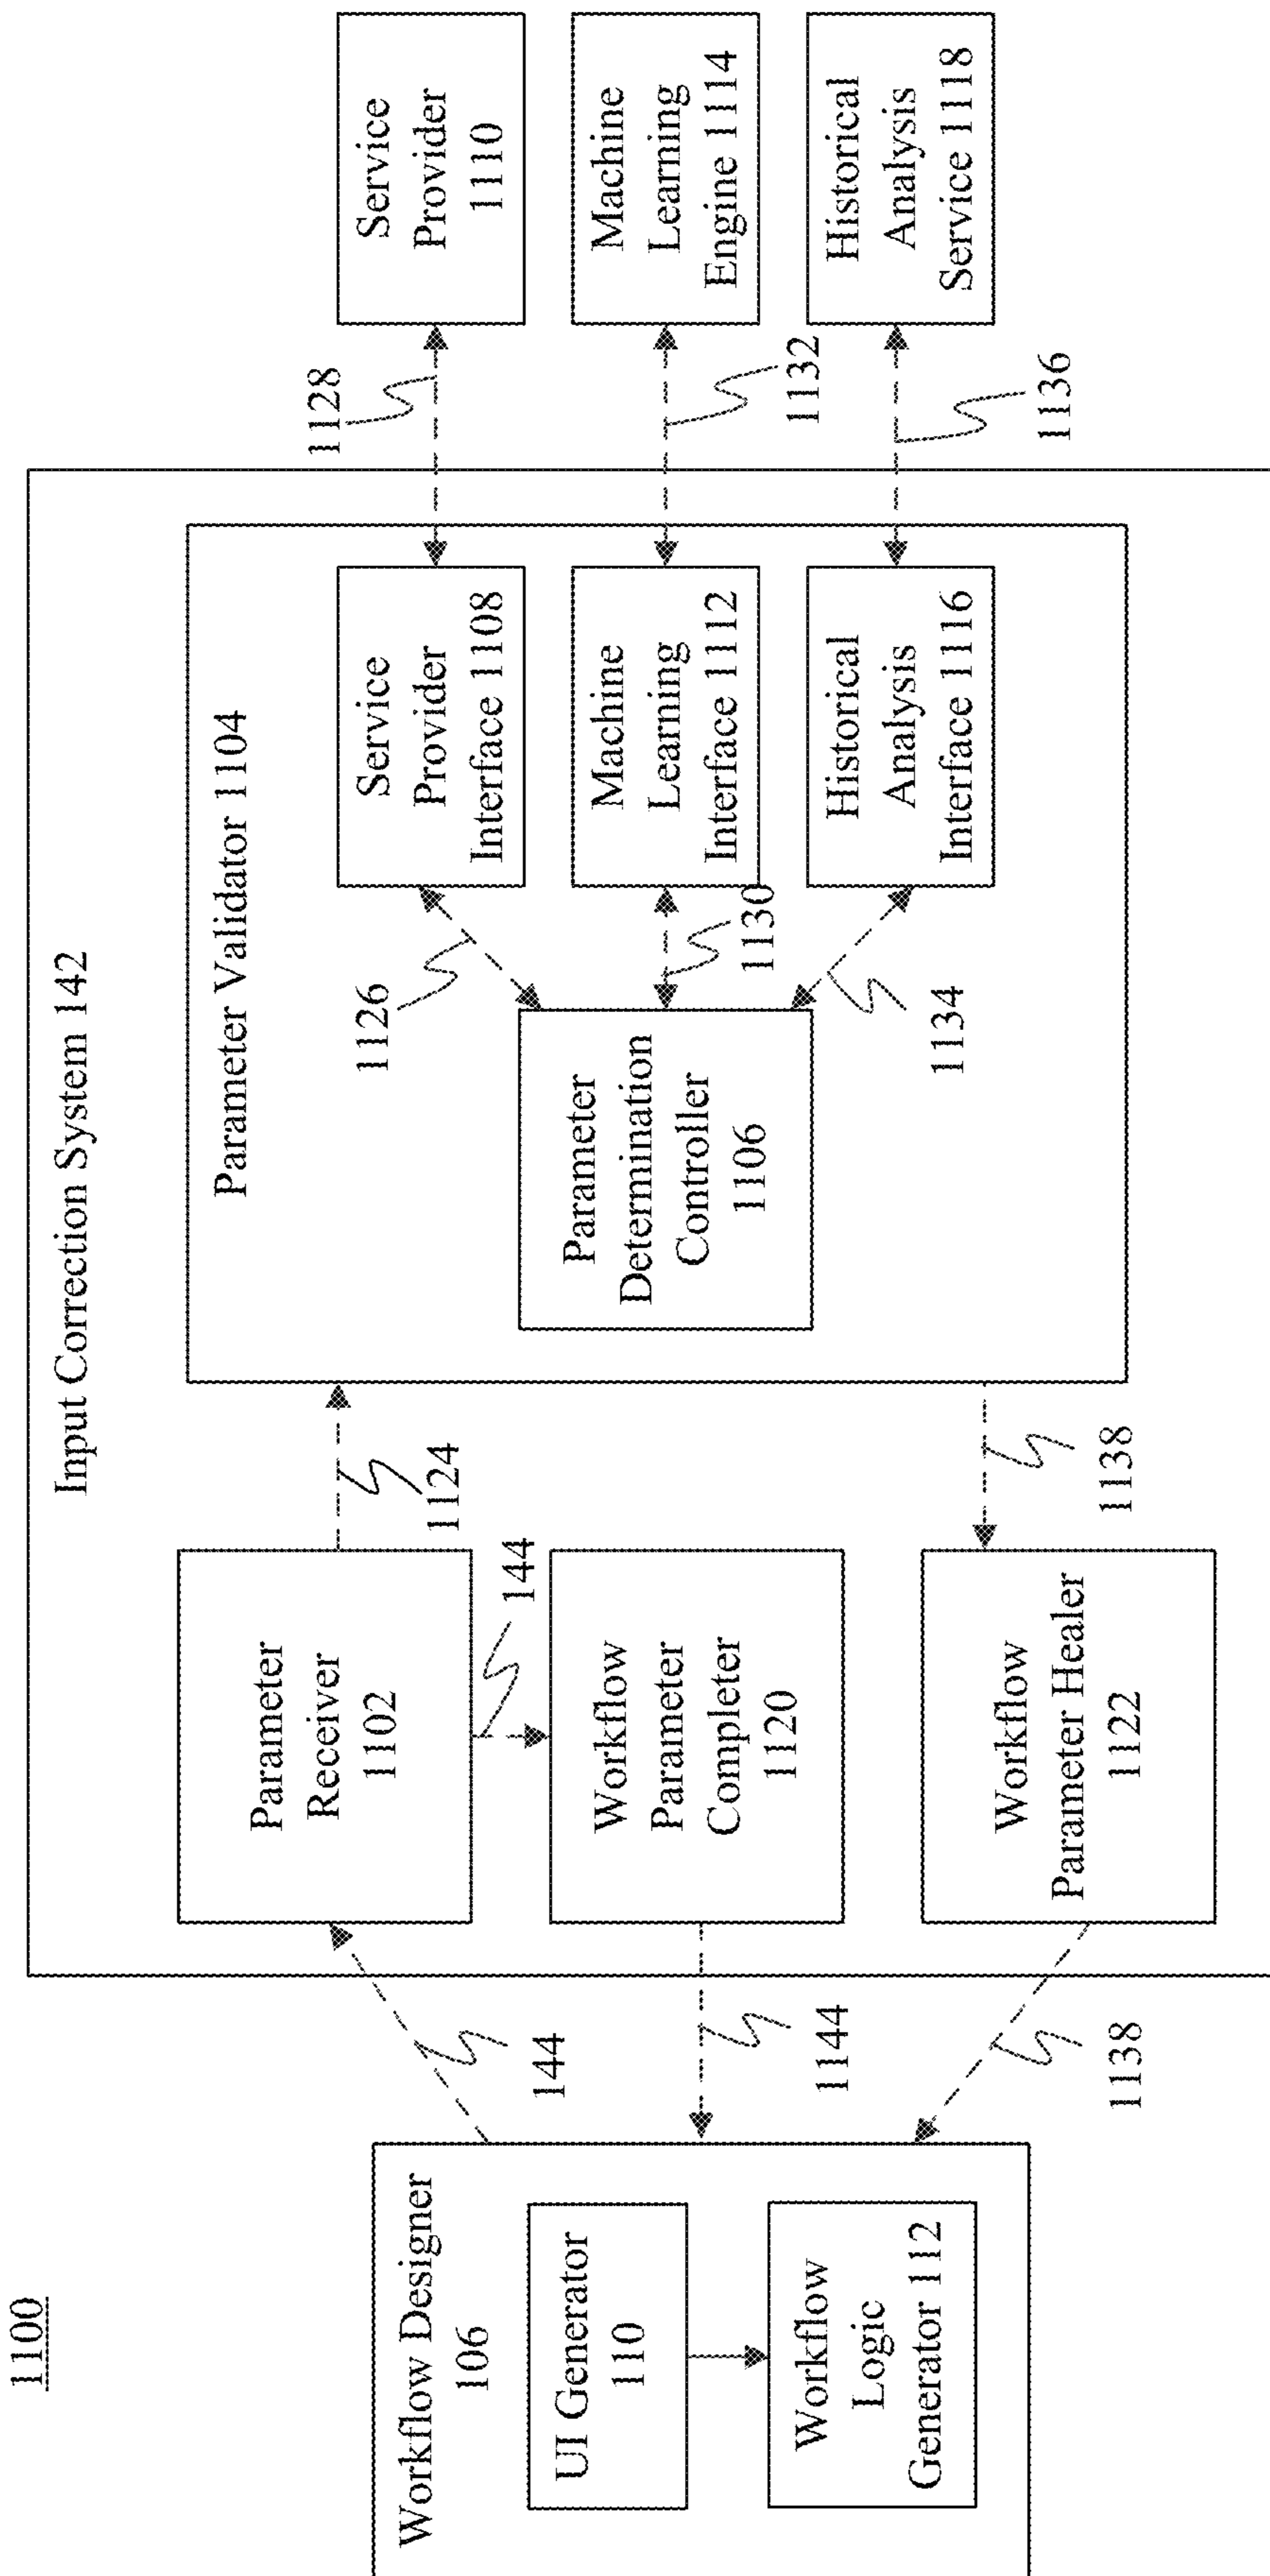 1100
Workflow Designer
106
UI Generator
110
Workflow
Logic
Generator 112
144
1144
1138
Input Correction System 142
Parameter
Receiver
1102
144
Workflow
Parameter
Completer
1120
Workflow
Parameter Healer
1122
1124
1138
Parameter Validator 1104
Parameter
Determination
Controller
1106
1126
1130
1134
Service
Provider
Interface 1108
Machine
Learning
Interface 1112
Historical
Analysis
Interface 1116
1128
1132
1136
Service
Provider
1110
Machine
Learning
Engine 1114
Historical
Analysis
Service 1118